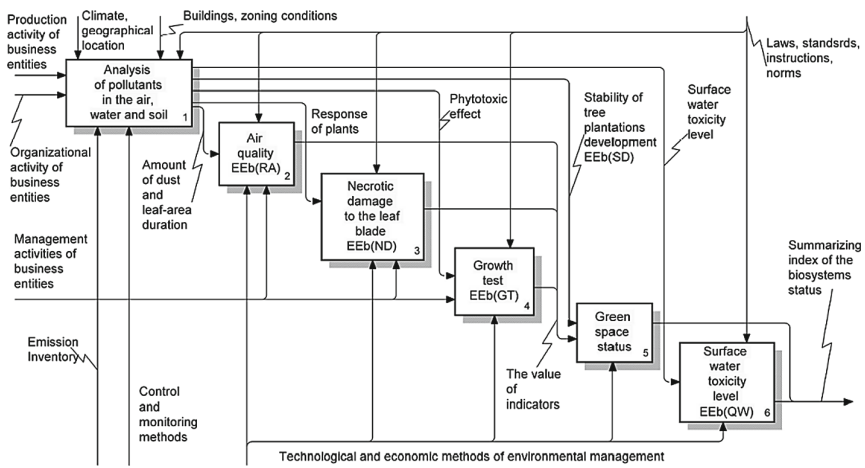 Production
activity of
business
entities
Climate,
geographical
location
Buildings, zoning conditions
Laws, standsrds,
instructions,
norms
Analysis
of pollutants
in the air,
water and soil
1
Organizational
activity of
business
entities
Amount
of dust and
leaf-area
duration
Air
quality
EEb(RA)
2
Response
of plants
Necrotic
damage
to the leaf
blade
EEb(ND)
3
Phytotoxic
effect
Growth
test
EEb(GT)
4
Stability of
tree
plantations
development
EEb(SD)
Surface
water
toxicity
level
Management
activities of
business
entities
Green
space
status
5
Surface
water
toxicity
level
EEb(QW)
6
Summarizing
index of the
biosystems
status
Emission
Inventory
Control
and
monitoring
methods
The value
of
indicators
Technological and economic methods of environmental management